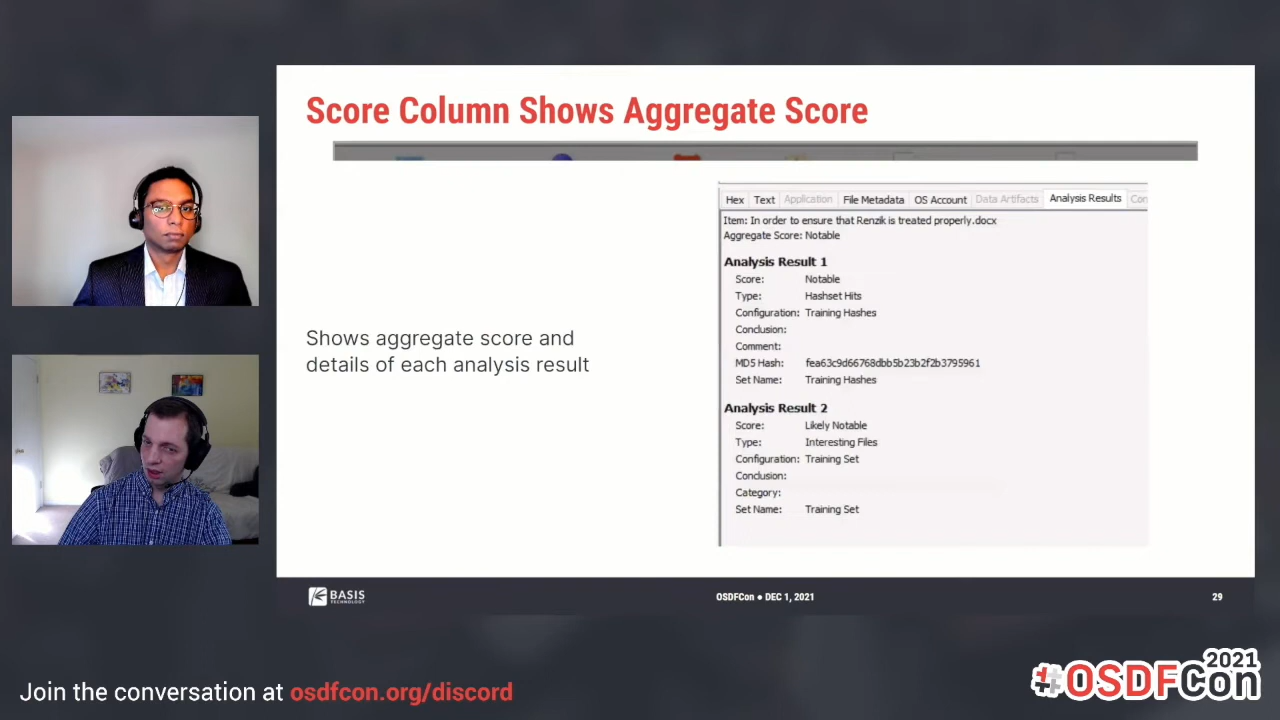 Score Column Shows Aggregate Score
Hex Text Application File Metadata OS Account Data Artifacts Analysis Results
Item: In order to ensure that Renzik is treated properly.docx
Aggregate Score: Notable
Analysis Result 1
Score: Notable
Type: Hashset Hits
Configuration: Training Hashes
Conclusion:
Comment:
MD5 Hash: fea63c9d66768dbb5b23b2f2b3795961
Set Name: Training Hashes
Analysis Result 2
Score: Likely Notable
Type: Interesting Files
Configuration: Training Set
Conclusion:
Category:
Set Name: Training Set
Shows aggregate score and
details of each analysis result
BASIS
TECHNOLOGY
OSDFCon ● DEC 1, 2021
29
Join the conversation at osdfcon.org/discord
2021
#OSDFCon